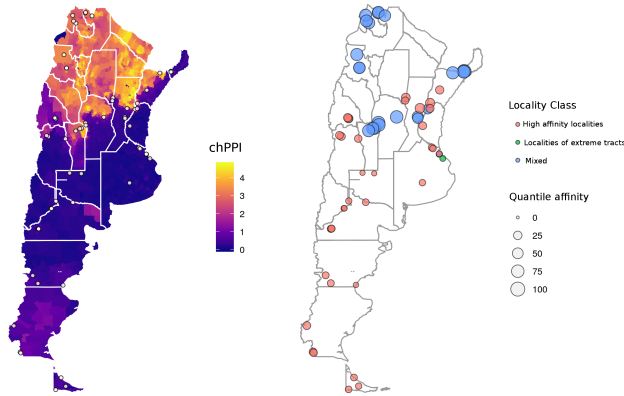 chPPI
4
3
2
1
0
Locality Class
High affinity localities
Localities of extreme tracts
Mixed
Quantile affinity
0
25
50
75
100